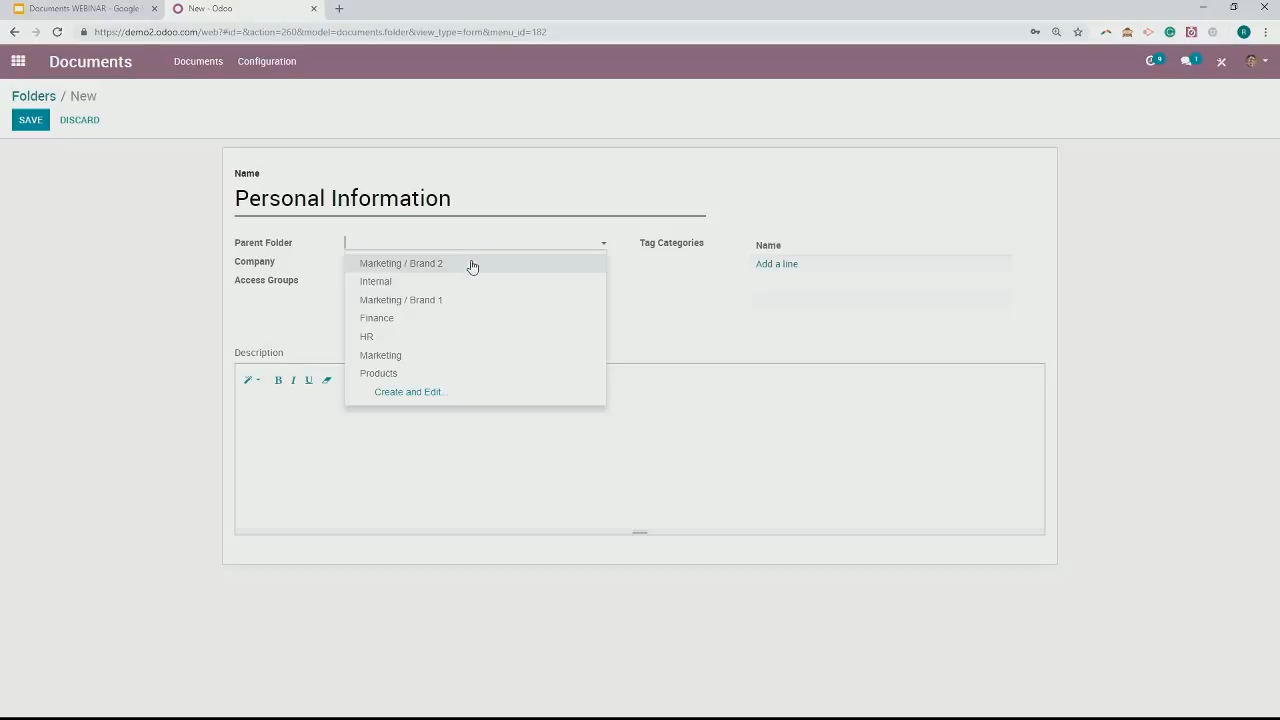 Documents WEBINAR - Google
New - Odoo
https://demo2.odoo.com/web?#id=&action=260&model=documents.folder&view_type=form&menu_id=182
R
Documents
Documents
Configuration
9
1
Folders / New
SAVE
DISCARD
Name
Personal Information
Parent Folder
Tag Categories
Name
Company
Add a line
Access Groups
Marketing / Brand 2
Internal
Marketing / Brand 1
Finance
HR
Marketing
Products
Create and Edit...
Description
B I U